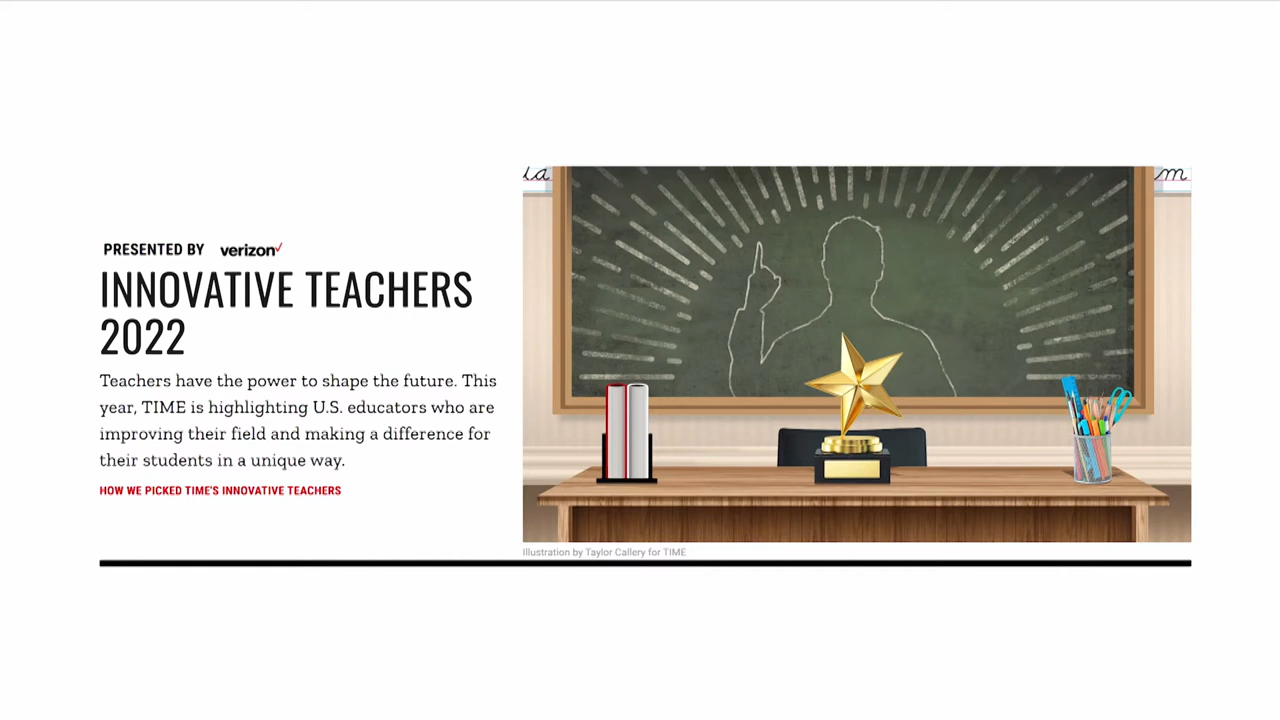 PRESENTED BY verizon
INNOVATIVE TEACHERS
2022
Teachers have the power to shape the future. This
year, TIME is highlighting U.S. educators who are
improving their field and making a difference for
their students in a unique way.
HOW WE PICKED TIME'S INNOVATIVE TEACHERS
ia
m
Illustration by Taylor Callery for TIME